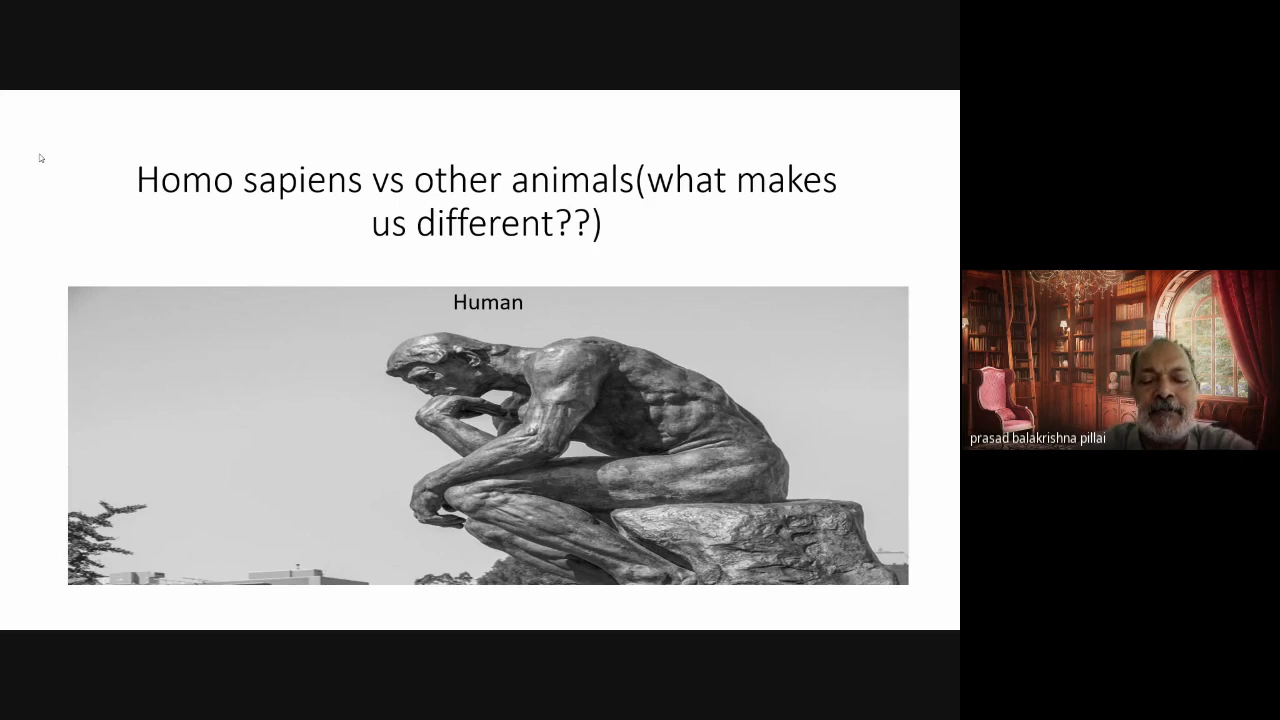 Homo sapiens vs other animals(what makes
us different??)
Human
prasad balakrishna pillai